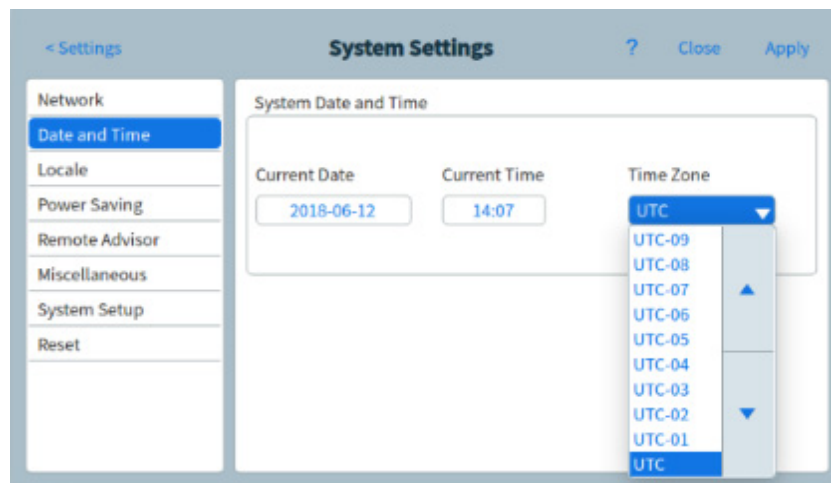 < Settings
System Settings
?
Close
Apply
Network
Date and Time
Locale
Power Saving
Remote Advisor
Miscellaneous
System Setup
Reset
System Date and Time
Current Date
Current Time
Time Zone
2018-06-12
14:07
UTC
UTC-09
UTC-08
UTC-07
UTC-06
UTC-05
UTC-04
UTC-03
UTC-02
UTC-01
UTC